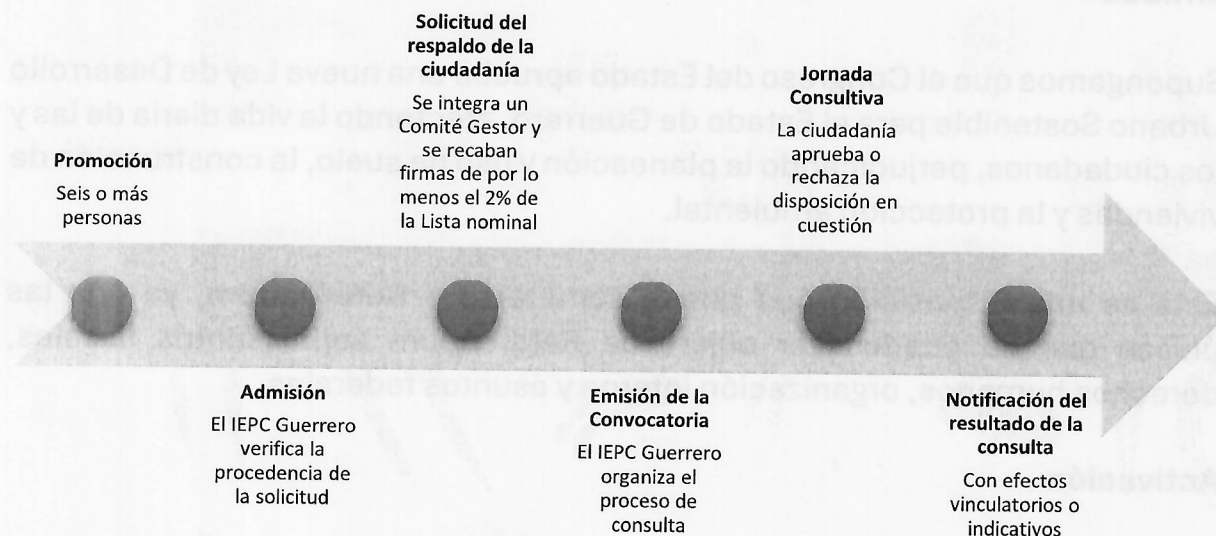 Promoción
Seis o más
personas
Admisión
El IEPC Guerrero
verifica la
procedencia de
la solicitud
Solicitud del
respaldo de la
ciudadanía
Se integra un
Comité Gestor y
se recaban
firmas de por lo
menos el 2% de
la Lista nominal
Emisión de la
Convocatoria
El IEPC Guerrero
organiza el
proceso de
consulta
Jornada
Consultiva
La ciudadanía
aprueba o
rechaza la
disposición en
cuestión
Notificación del
resultado de la
consulta
Con efectos
vinculatorios o
indicativos